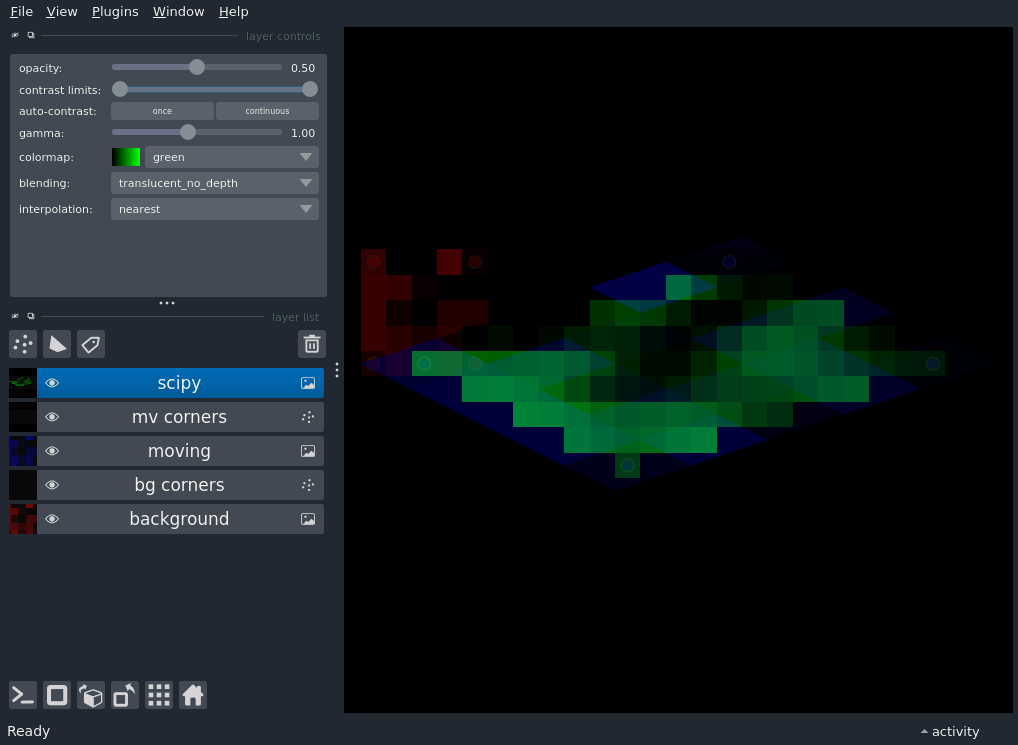 File View Plugins Window Help
layer controls
opacity: 0.50
contrast limits:
auto-contrast: once continuous
gamma: 1.00
colormap: green
blending: translucent_no_depth
interpolation: nearest
layer list
scipy
mv corners
moving
bg corners
background
Ready activity